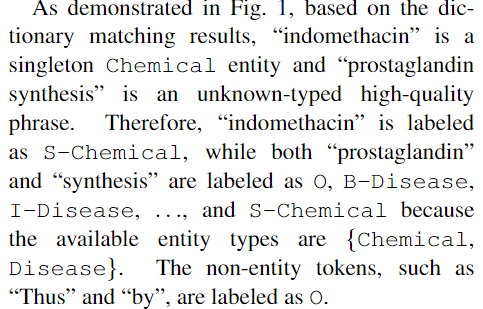 As demonstrated in Fig. 1, based on the dic-
tionary matching results, “indomethacin” is a
singleton Chemical entity and “prostaglandin
synthesis” is an unknown-typed high-quality
phrase. Therefore, “indomethacin” is labeled
as S-Chemical, while both “prostaglandin”
and “synthesis” are labeled as O, B-Disease,
I-Disease, ..., and S-Chemical because
the available entity types are {Chemical,
Disease}. The non-entity tokens, such as
“Thus” and “by”, are labeled as O.